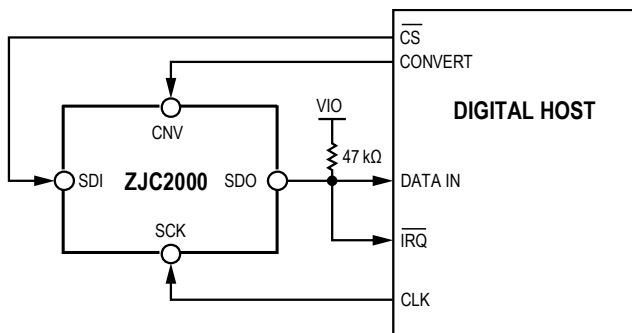 CS
CONVERT
VIO
DIGITAL HOST
CNV
47 kΩ
SDI
ZJC2000
SDO
DATA IN
SCK
IRQ
CLK